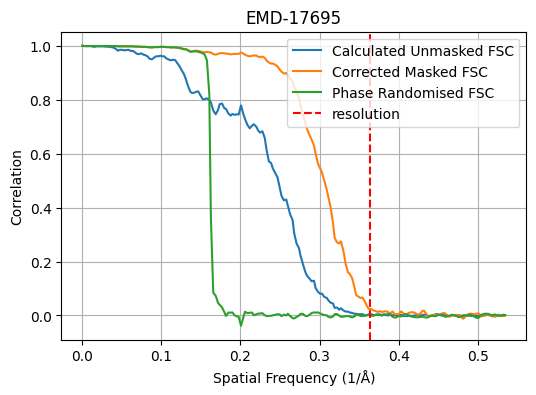 EMD-17695
Calculated Unmasked FSC
Corrected Masked FSC
Phase Randomised FSC
resolution
Correlation
1.0
0.8
0.6
0.4
0.2
0.0
0.0 0.1 0.2 0.3 0.4 0.5
Spatial Frequency (1/Å)